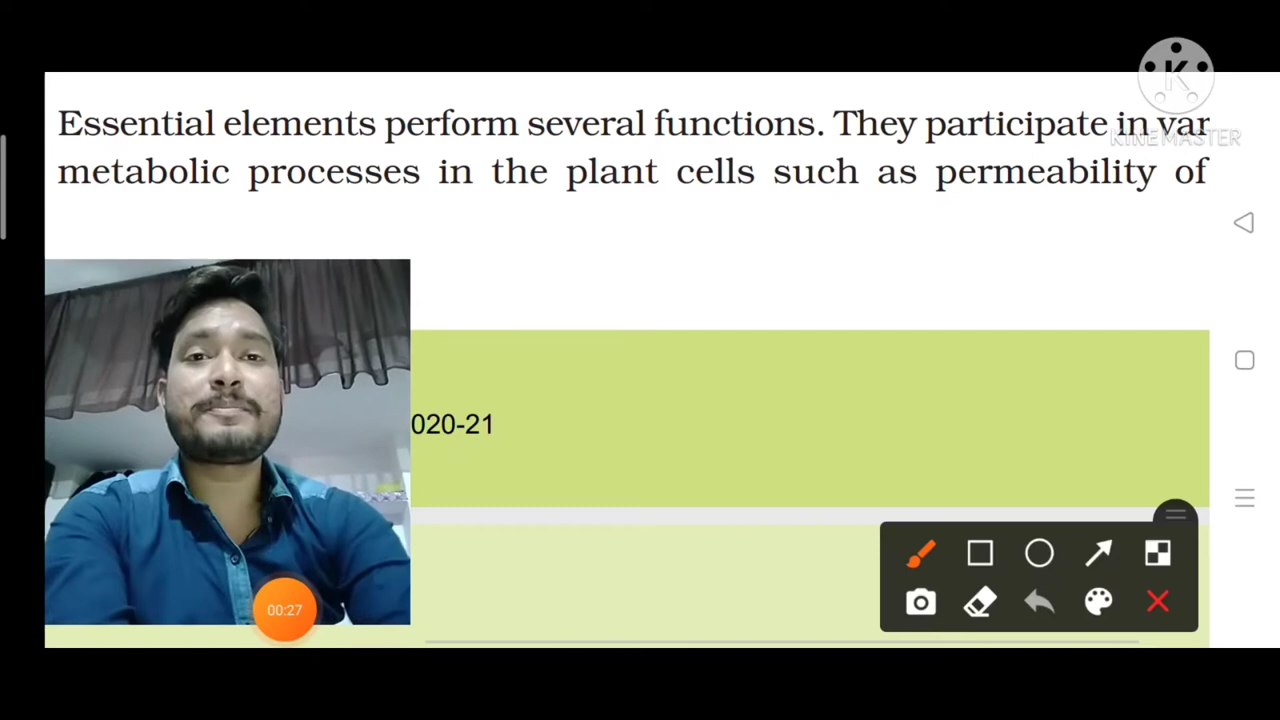 Essential elements perform several functions. They participate in var
metabolic processes in the plant cells such as permeability of
K
KINEMASTER
020-21
00:27